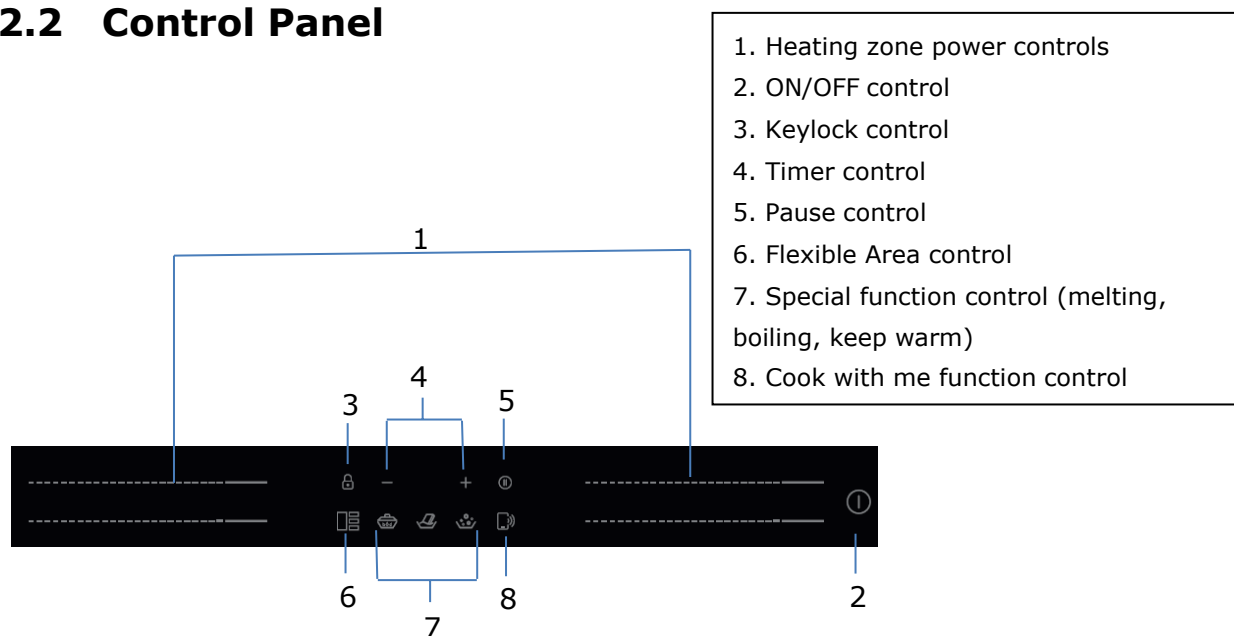 2.2 Control Panel
1. Heating zone power controls
2. ON/OFF control
3. Keylock control
4. Timer control
5. Pause control
6. Flexible Area control
7. Special function control (melting,
boiling, keep warm)
8. Cook with me function control
1
4
3
5
6
7
8
2